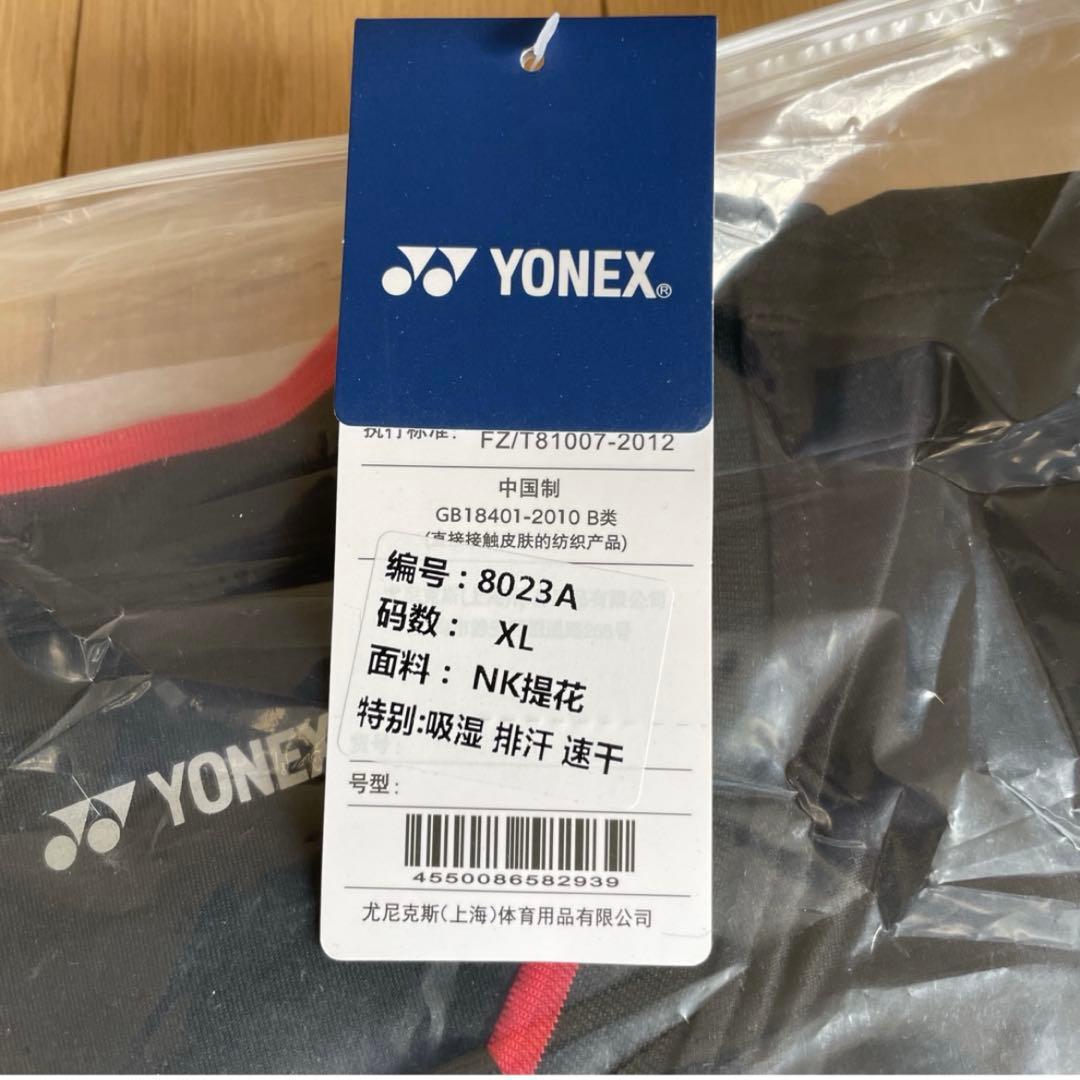 YONEX®
执行标准: FZ/T81007-2012
中国制
GB18401-2010 B类
(直接接触皮肤的纺织产品)
编号：8023A
码数： XL
面料： NK提花
特别:吸湿 排汗 速干
号型：
4550086582939
尤尼克斯(上海)体育用品有限公司
YONEX